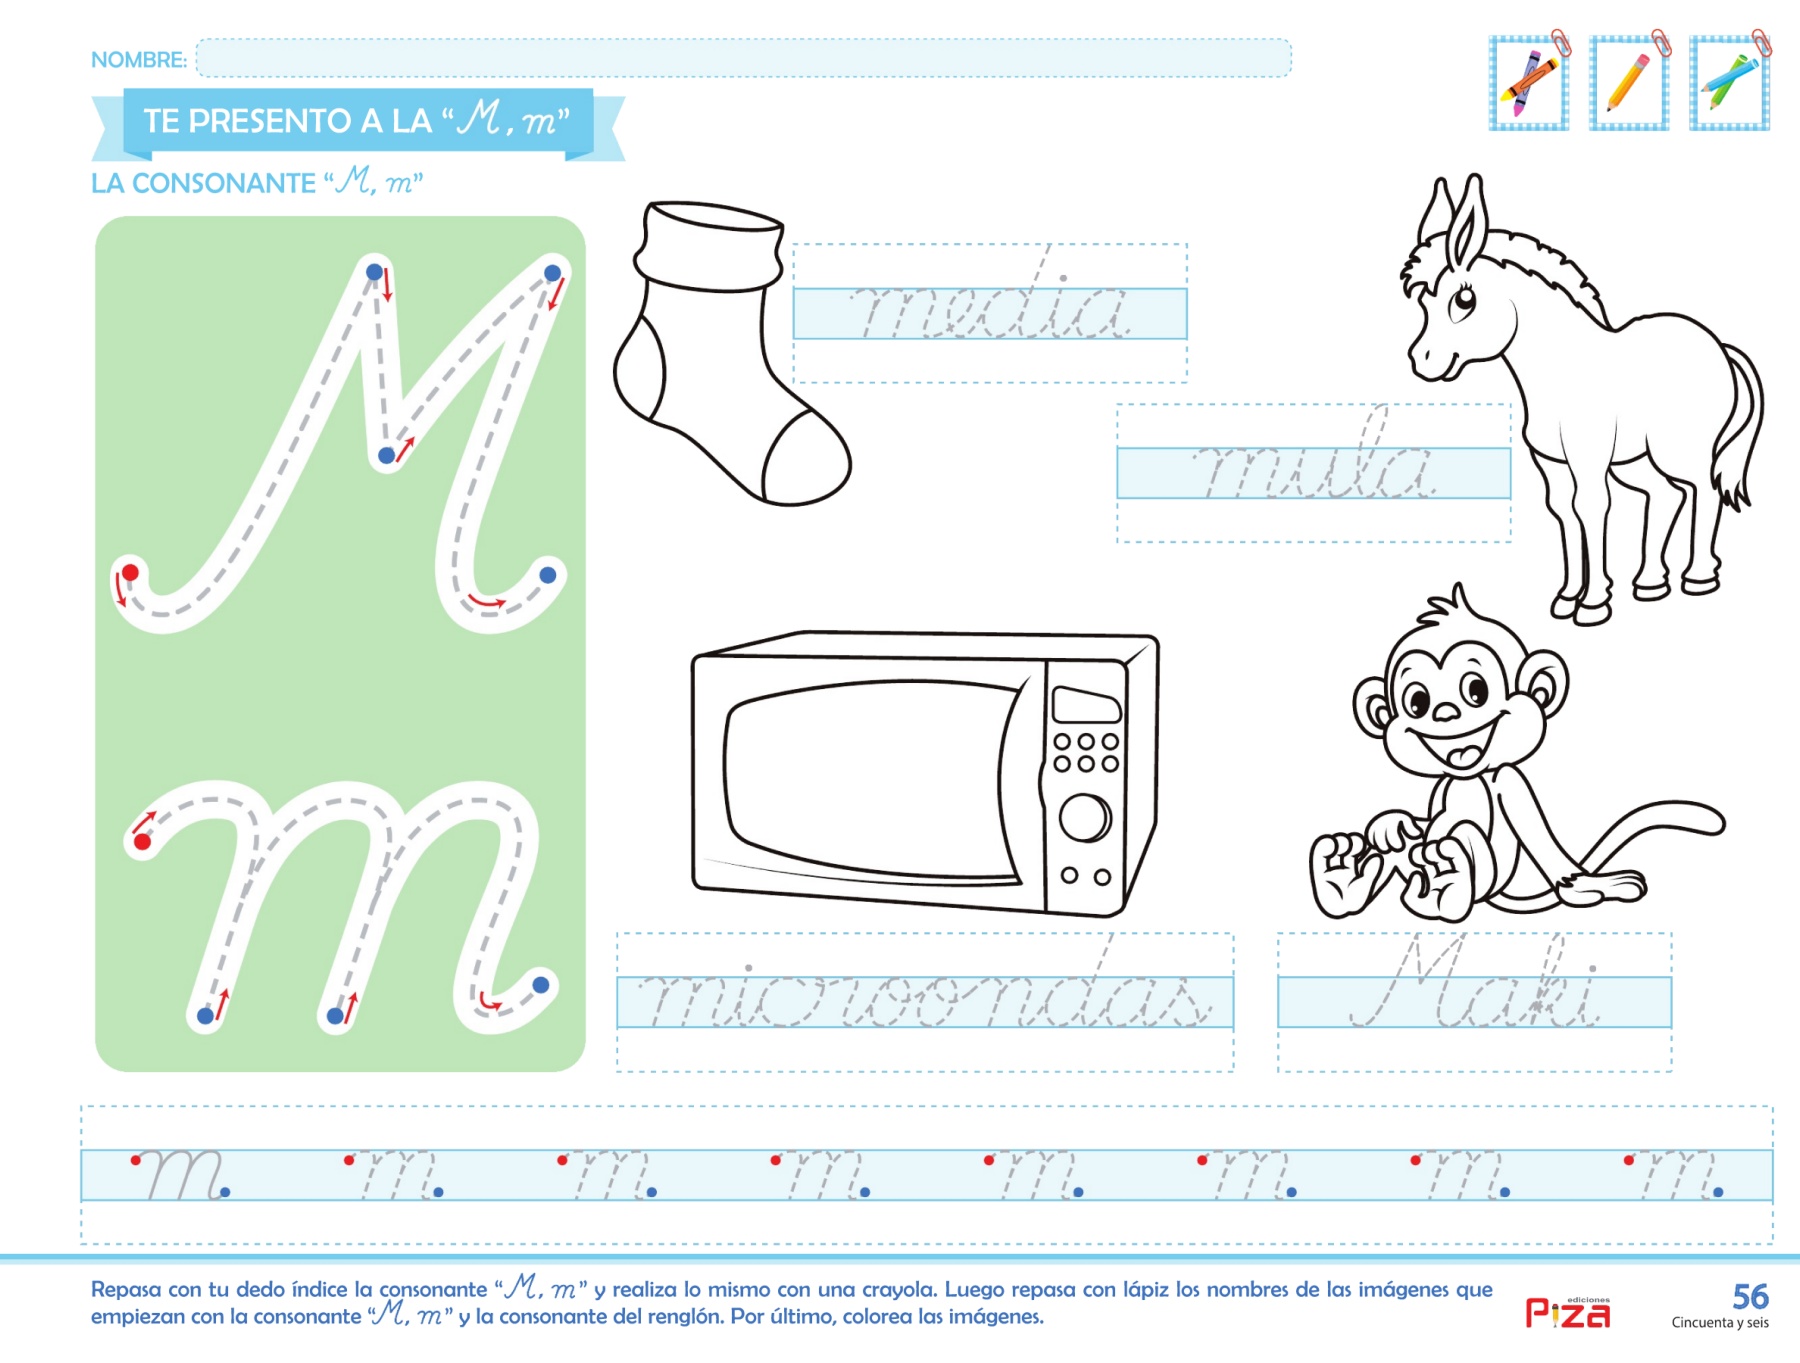 NOMBRE:
TE PRESENTO A LA “M, m”
LA CONSONANTE “M, m”
media
mula
microondas
Maki
m m m m m m m m
Repasa con tu dedo índice la consonante “M, m” y realiza lo mismo con una crayola. Luego repasa con lápiz los nombres de las imágenes que
empiezan con la consonante “M, m” y la consonante del renglón. Por último, colorea las imágenes.
ediciones
Piza
56
Cincuenta y seis
M
m